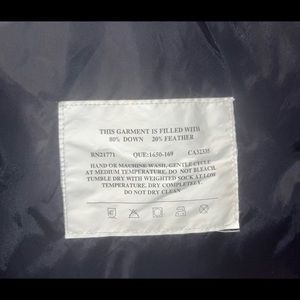 THIS GARMENT IS FILLED WITH
80% DOWN 20% FEATHER
RN21771 QUE:1650-169 CA32335
HAND OR MACHINE WASH, GENTLE CYCLE
AT MEDIUM TEMPERATURE. DO NOT BLEACH.
TUMBLE DRY WITH WEIGHTED SOCK AT LOW
TEMPERATURE. DRY COMPLETELY.
DO NOT DRY CLEAN